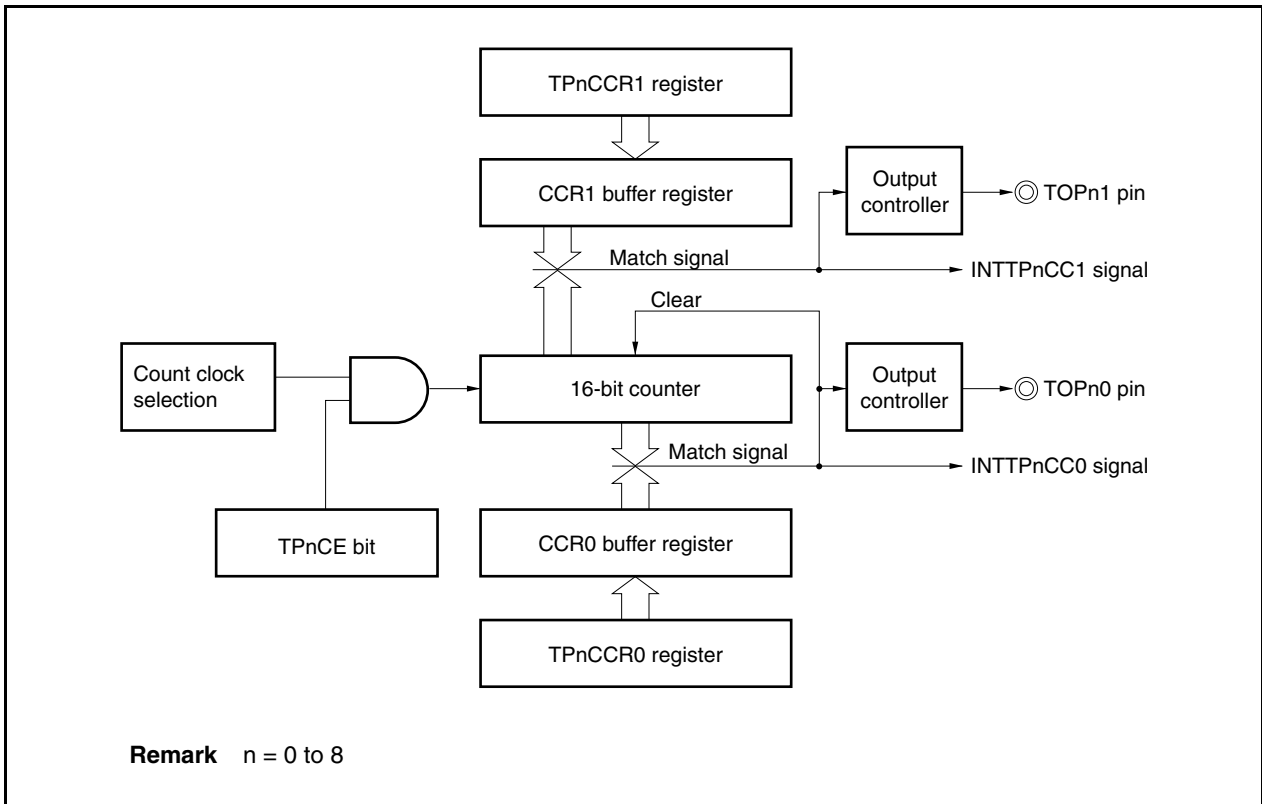 TPnCCR1 register
CCR1 buffer register
Output
controller
TOPn1 pin
Match signal
INTTPnCC1 signal
Clear
Count clock
selection
16-bit counter
Output
controller
TOPn0 pin
Match signal
INTTPnCC0 signal
TPnCE bit
CCR0 buffer register
TPnCCR0 register
Remark n = 0 to 8